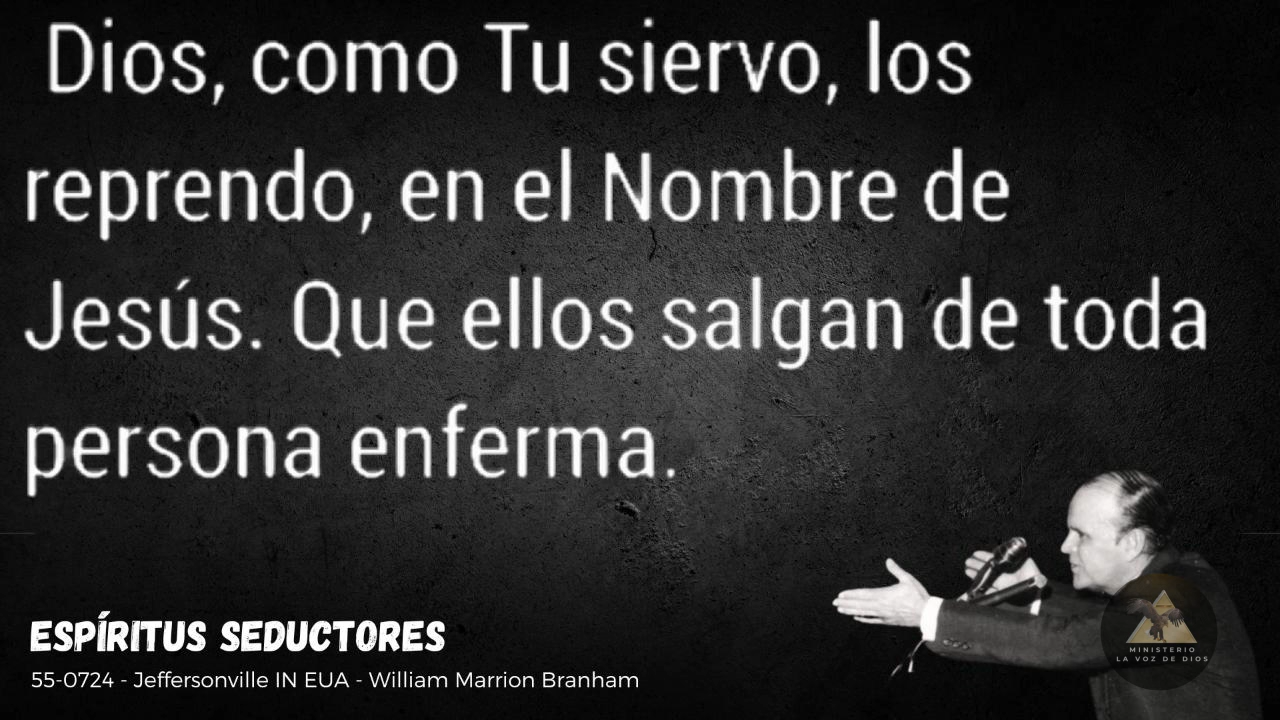 Dios, como Tu siervo, los
reprendo, en el Nombre de
Jesús. Que ellos salgan de toda
persona enferma.
ESPÍRITUS SEDUCTORES
55-0724 - Jeffersonville IN EUA - William Marrion Branham
MINISTERIO
LA VOZ DE DIOS